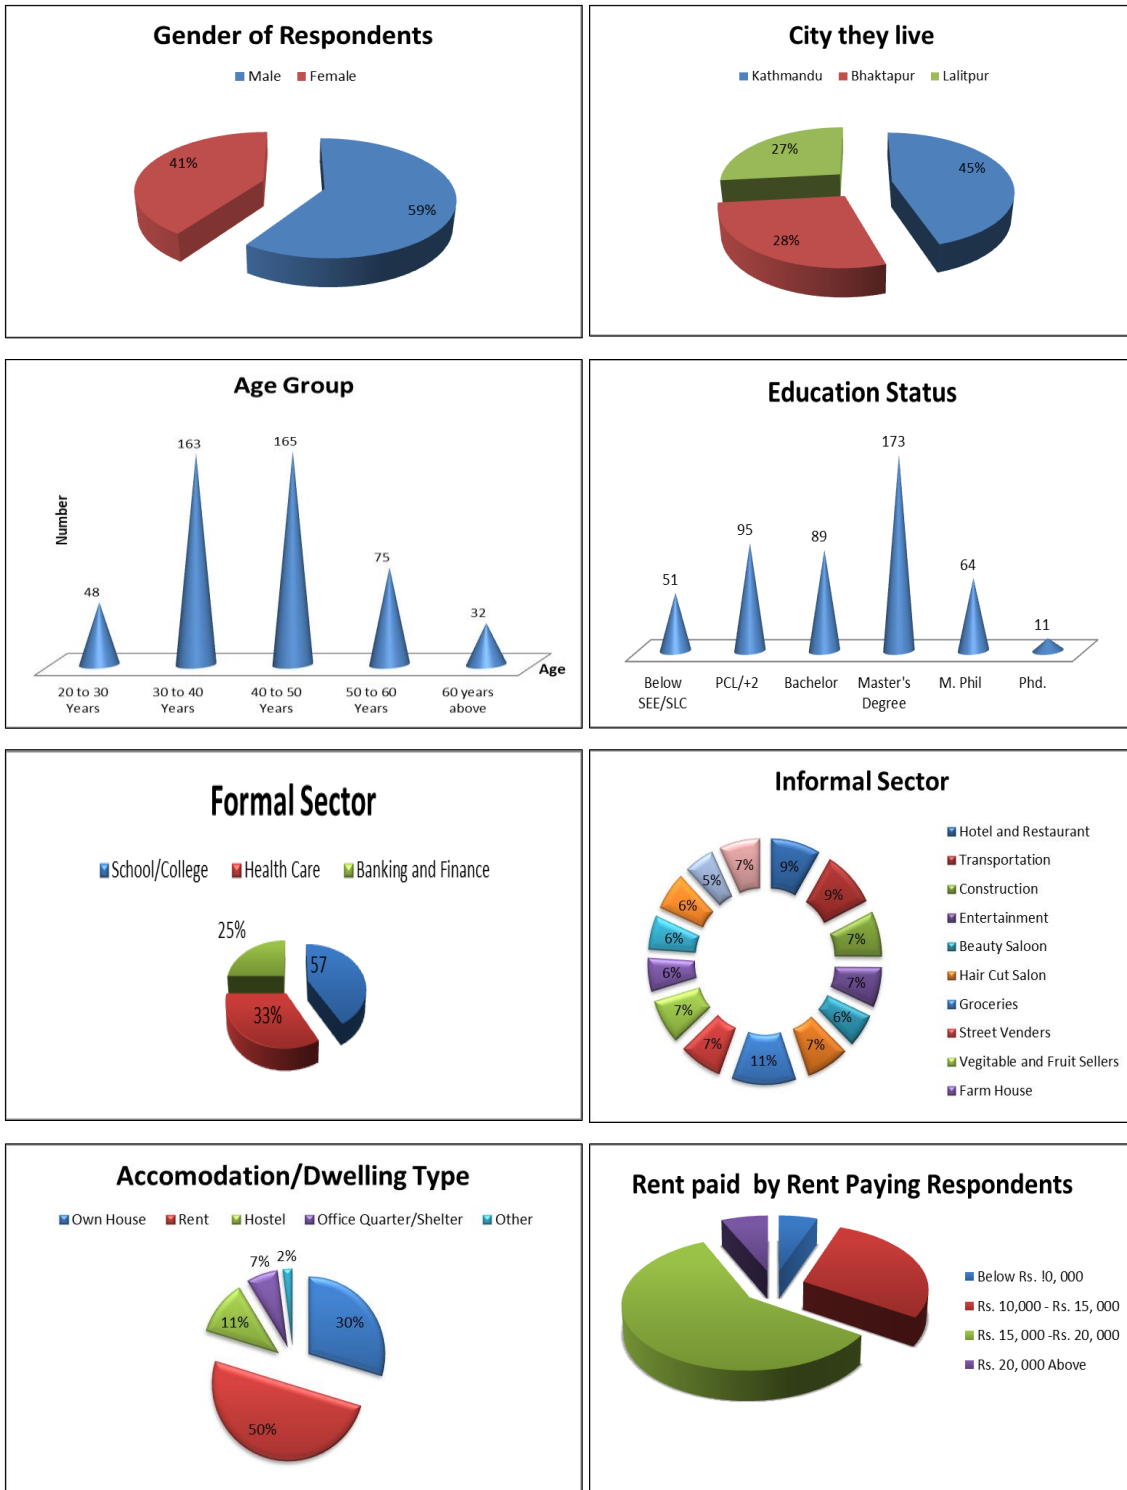 Gender of Respondents
Male Female
41%
59%
City they live
Kathmandu Bhaktapur Lalitpur
27%
45%
28%
Age Group
163
165
Number
75
48
32
Age
20 to 30 Years
30 to 40 Years
40 to 50 Years
50 to 60 Years
60 years above
Education Status
173
95
89
51
64
11
Below SEE/SLC
PCL/+2
Bachelor
Master's Degree
M. Phil
Phd.
Formal Sector
School/College Health Care Banking and Finance
25%
57
33%
Informal Sector
7%
9%
5%
9%
6%
6%
7%
6%
7%
7%
6%
7%
7%
11%
Hotel and Restaurant
Transportation
Construction
Entertainment
Beauty Saloon
Hair Cut Salon
Groceries
Street Venders
Vegitable and Fruit Sellers
Farm House
Accomodation/Dwelling Type
Own House Rent Hostel Office Quarter/Shelter Other
7%
2%
11%
30%
50%
Rent paid by Rent Paying Respondents
Below Rs. !0, 000
Rs. 10,000 - Rs. 15, 000
Rs. 15, 000 -Rs. 20, 000
Rs. 20, 000 Above